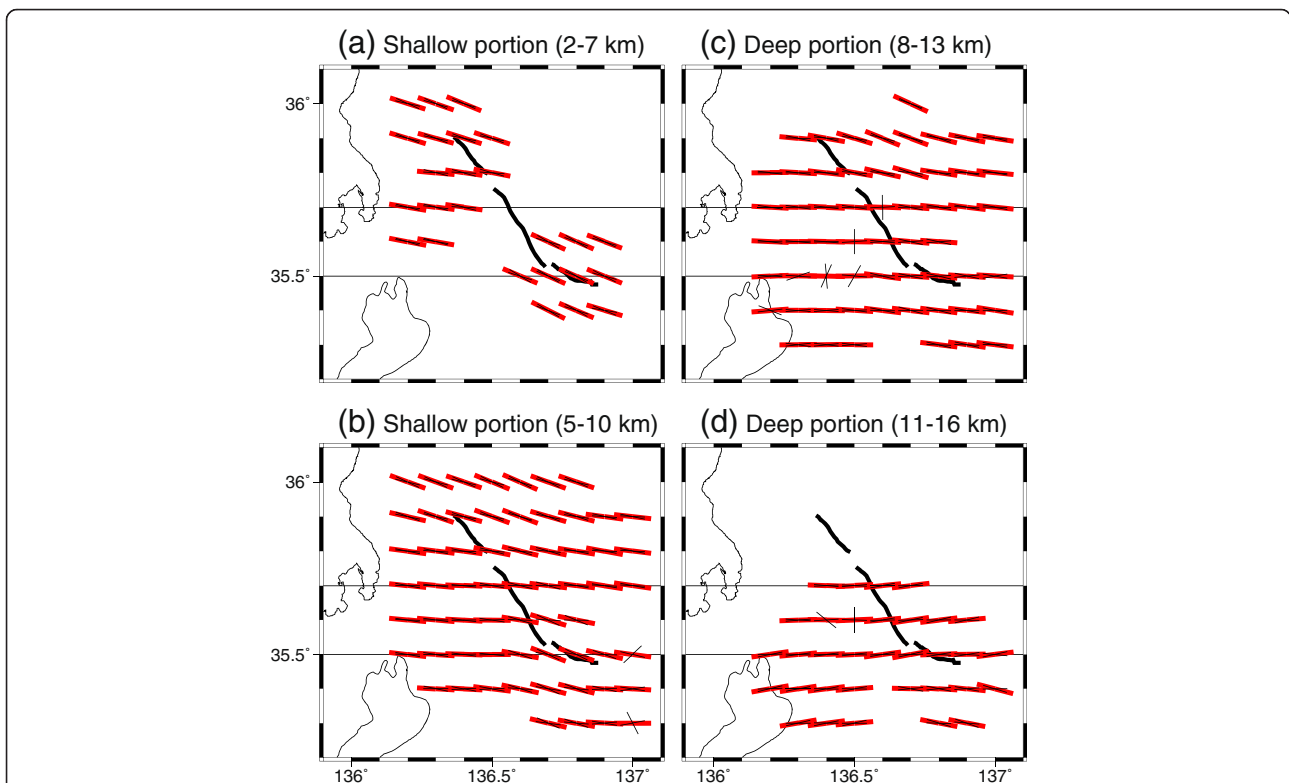 (a) Shallow portion (2-7 km)
(c) Deep portion (8-13 km)
36˚
35.5˚
(b) Shallow portion (5-10 km)
(d) Deep portion (11-16 km)
36˚
35.5˚
136˚ 136.5˚ 137˚
136˚ 136.5˚ 137˚